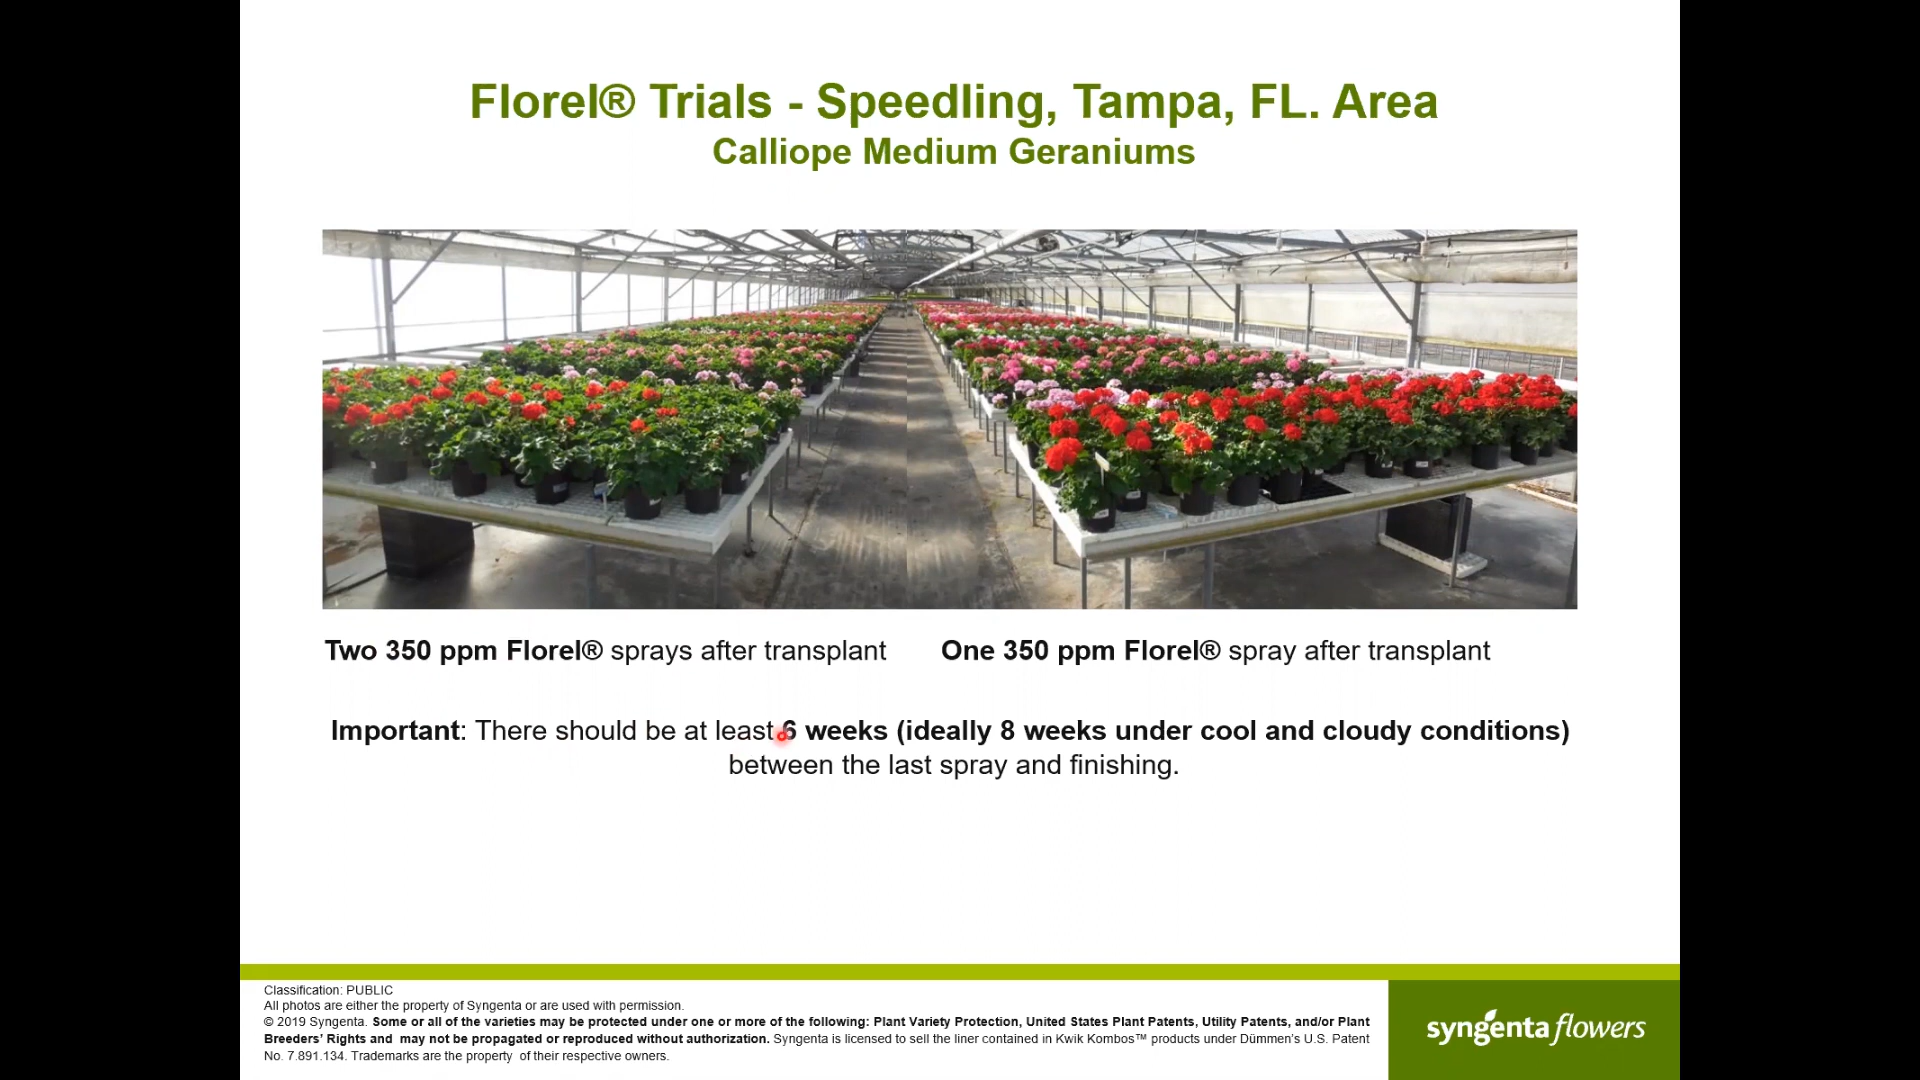 Florel® Trials - Speedling, Tampa, FL. Area
Calliope Medium Geraniums
Two 350 ppm Florel® sprays after transplant
One 350 ppm Florel® spray after transplant
Important: There should be at least 6 weeks (ideally 8 weeks under cool and cloudy conditions)
between the last spray and finishing.
Classification: PUBLIC
All photos are either the property of Syngenta or are used with permission.
© 2019 Syngenta. Some or all of the varieties may be protected under one or more of the following: Plant Variety Protection, United States Plant Patents, Utility Patents, and/or Plant
Breeders' Rights and may not be propagated or reproduced without authorization. Syngenta is licensed to sell the liner contained in Kwik Kombos™ products under Dümmen's U.S. Patent
No. 7.891.134. Trademarks are the property of their respective owners.
syngenta flowers